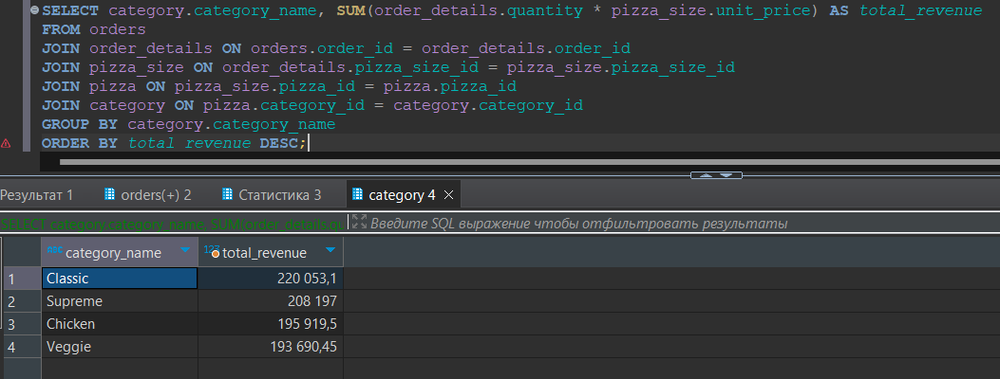 SELECT category.category_name, SUM(order_details.quantity * pizza_size.unit_price) AS total_revenue
FROM orders
JOIN order_details ON orders.order_id = order_details.order_id
JOIN pizza_size ON order_details.pizza_size_id = pizza_size.pizza_size_id
JOIN pizza ON pizza_size.pizza_id = pizza.pizza_id
JOIN category ON pizza.category_id = category.category_id
GROUP BY category.category_name
ORDER BY total_revenue DESC;
Результат 1 orders(+) 2 Статистика 3 category 4
SELECT category.category_name, SUM(order_details.qu Введите SQL выражение чтобы отфильтровать результаты
ABC category_name 123 total_revenue
1 Classic 220 053,1
2 Supreme 208 197
3 Chicken 195 919,5
4 Veggie 193 690,45